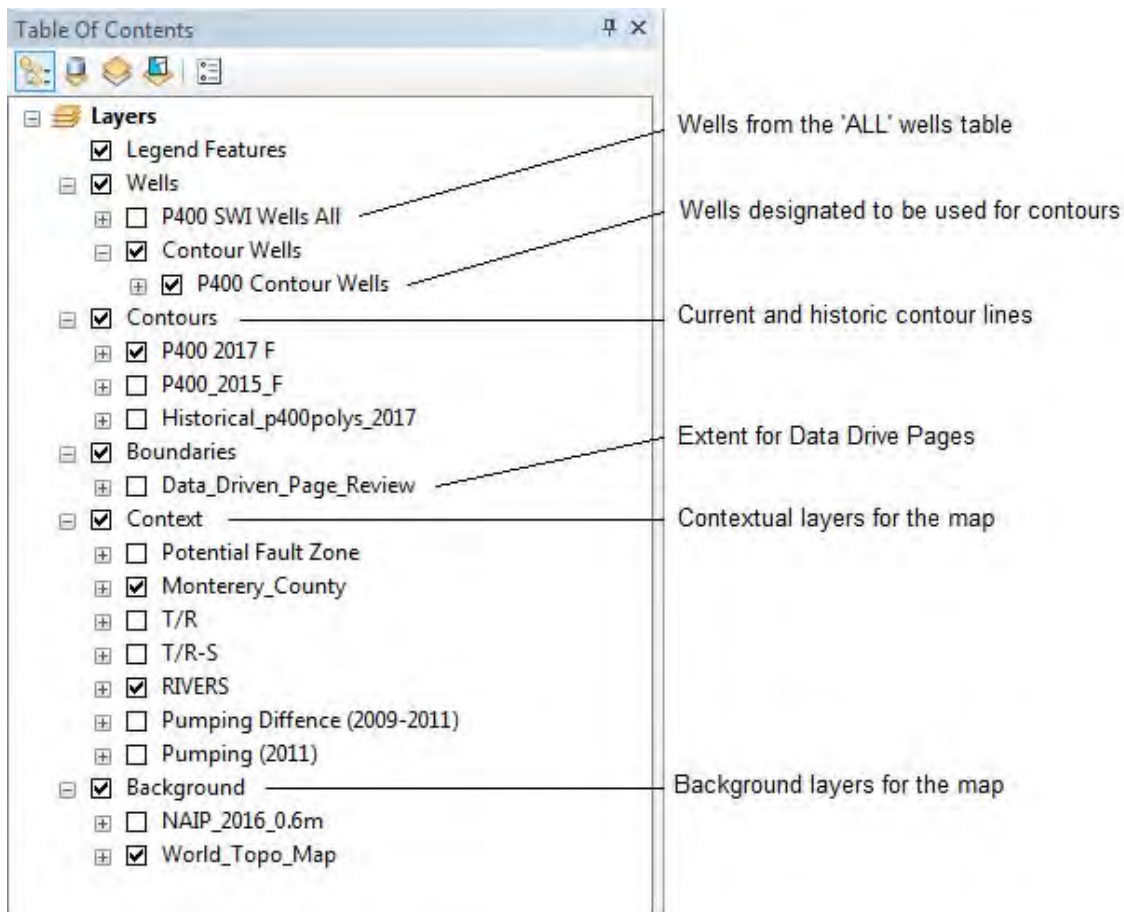 Table Of Contents
Layers
Legend Features
Wells
P400 SWI Wells All
Contour Wells
P400 Contour Wells
Contours
P400 2017 F
P400_2015_F
Historical_p400polys_2017
Boundaries
Data_Driven_Page_Review
Context
Potential Fault Zone
Monterery_County
T/R
T/R-S
RIVERS
Pumping Diffence (2009-2011)
Pumping (2011)
Background
NAIP_2016_0.6m
World_Topo_Map
Wells from the 'ALL' wells table
Wells designated to be used for contours
Current and historic contour lines
Extent for Data Drive Pages
Contextual layers for the map
Background layers for the map